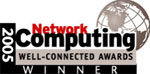 2005
Network
Computing
WELL-CONNECTED AWARDS
WINNER